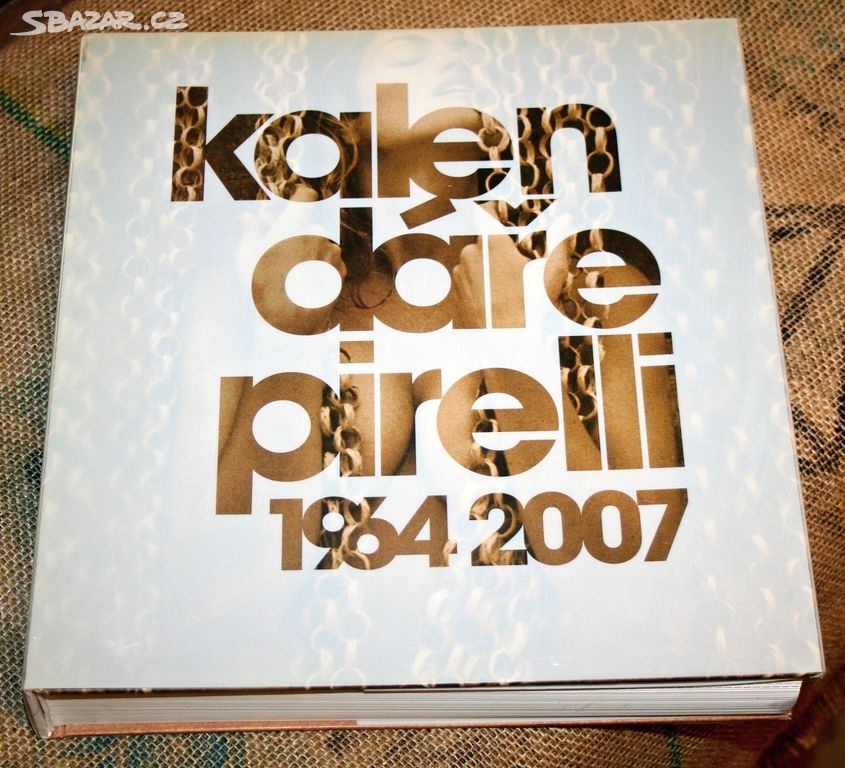 SBAZAR.CZ
kalen
dáře
pirelli
1964 2007